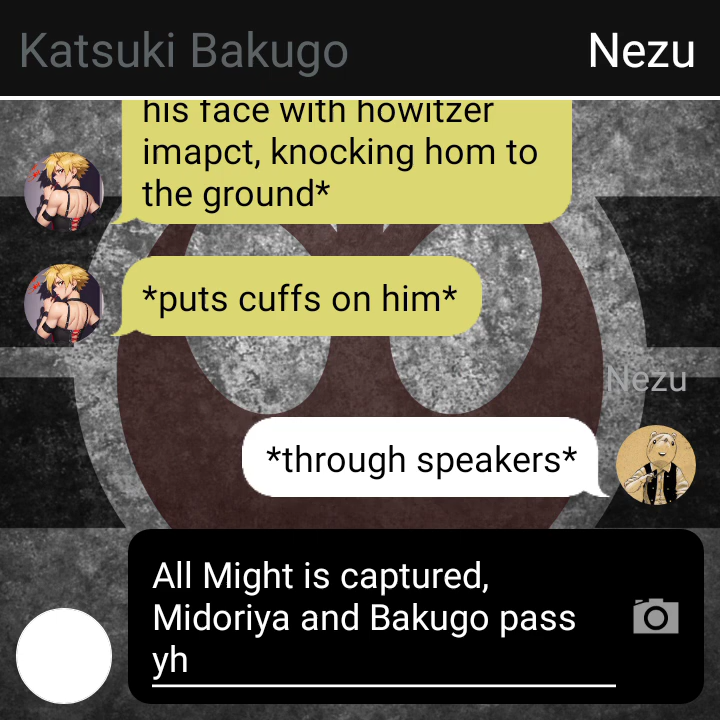 Katsuki Bakugo
Nezu
his face with howitzer
imapct, knocking hom to
the ground*
*puts cuffs on him*
Nezu
*through speakers*
All Might is captured,
Midoriya and Bakugo pass
yh